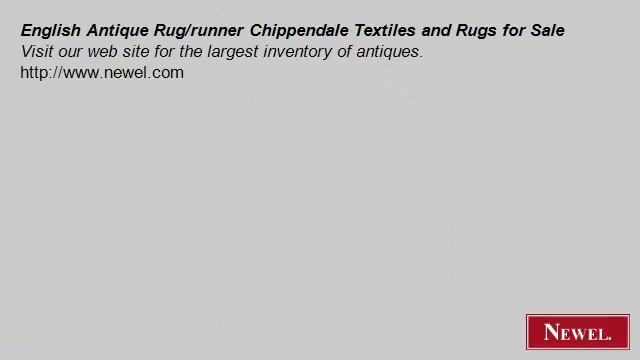 English Antique Rug/runner Chippendale Textiles and Rugs for Sale
Visit our web site for the largest inventory of antiques.
http://www.newel.com
NEWEL.